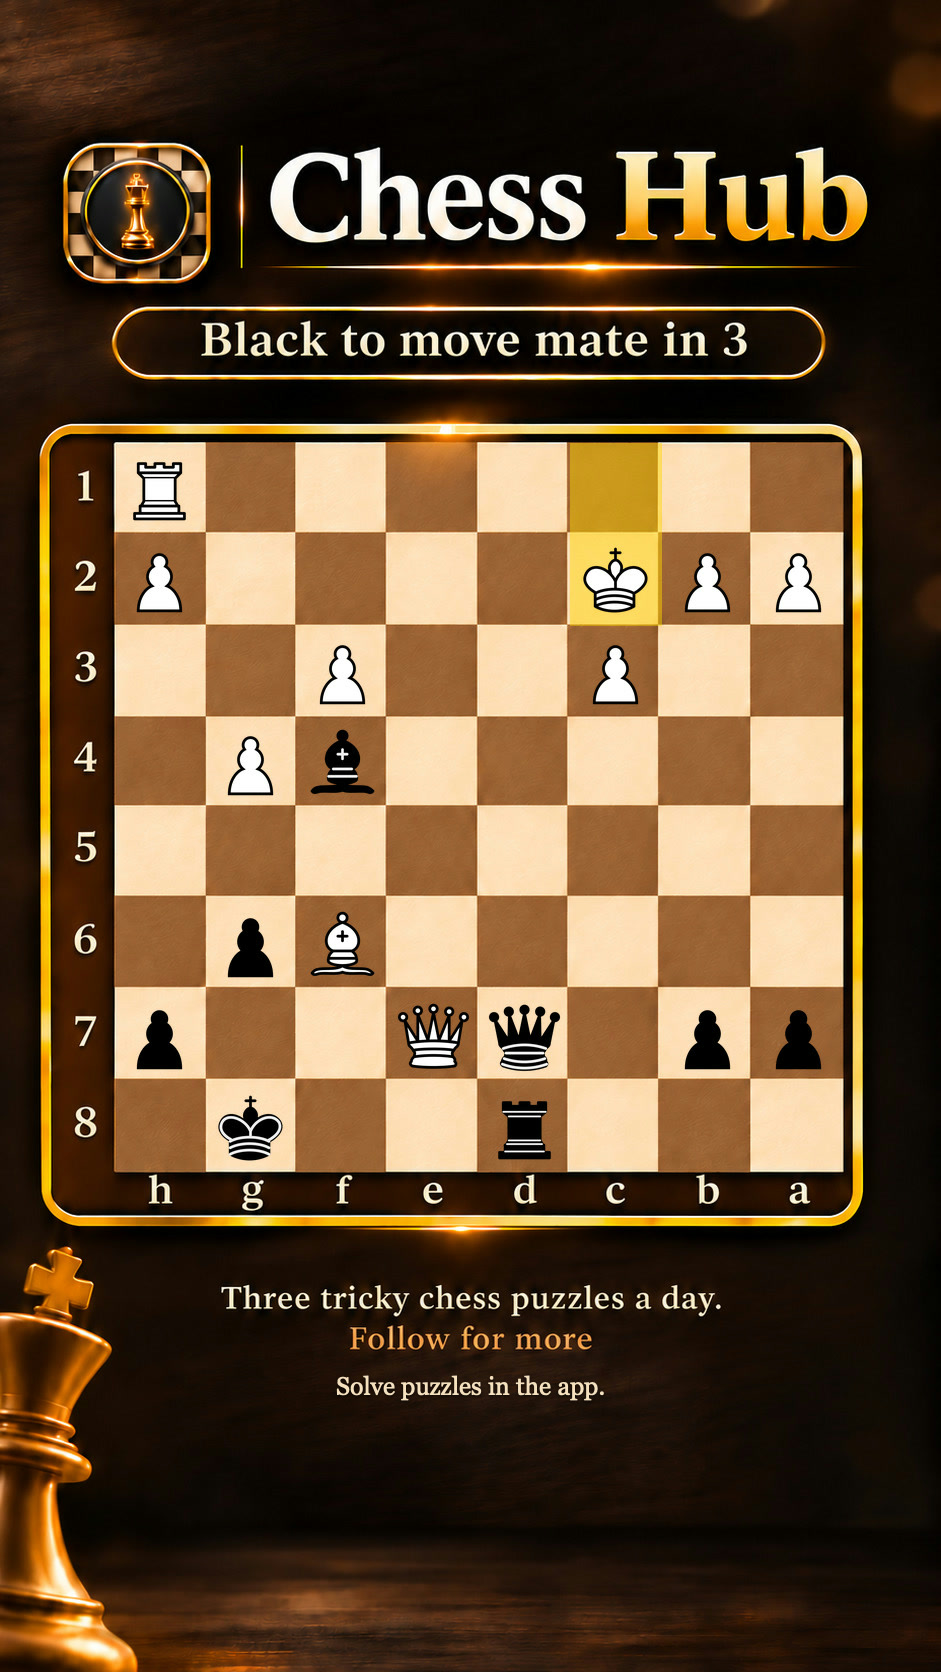 Chess Hub
Black to move mate in 3
1
2
3
4
5
6
7
8
h g f e d c b a
Three tricky chess puzzles a day.
Follow for more
Solve puzzles in the app.